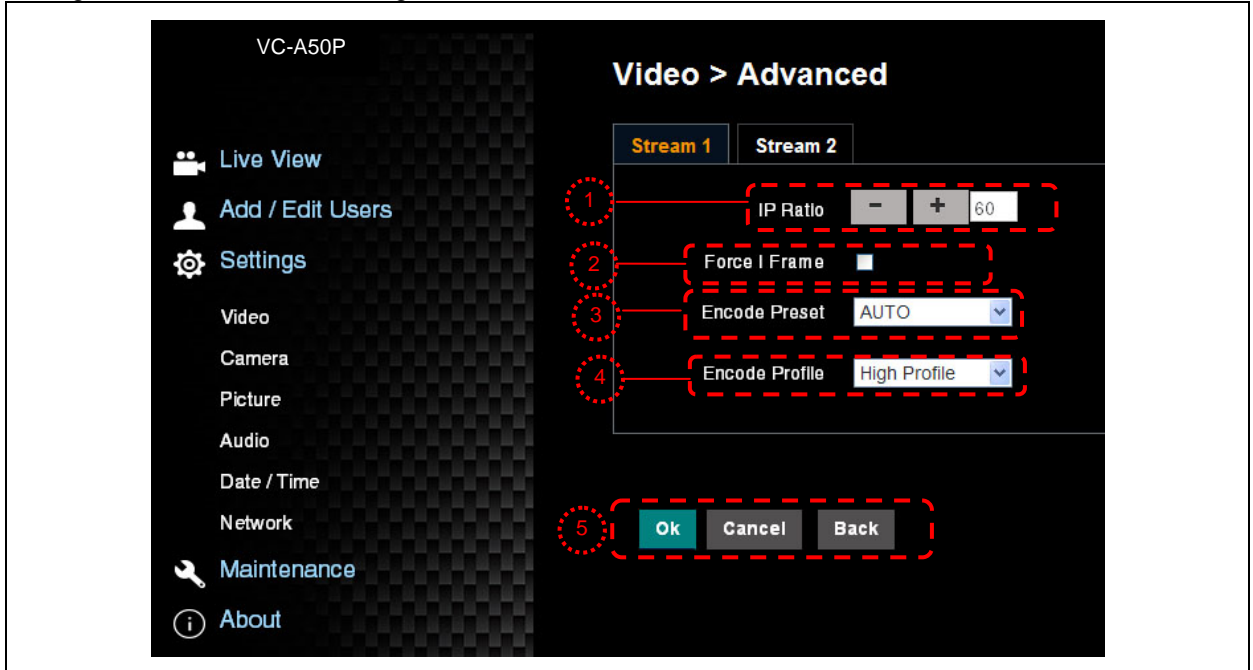 VC-A50P
Live View
Add / Edit Users
Settings
Video
Camera
Picture
Audio
Date / Time
Network
Maintenance
About
Video > Advanced
Stream 1 Stream 2
1 IP Ratio - + 60
2 Force I Frame
3 Encode Preset AUTO
4 Encode Profile High Profile
5 Ok Cancel Back